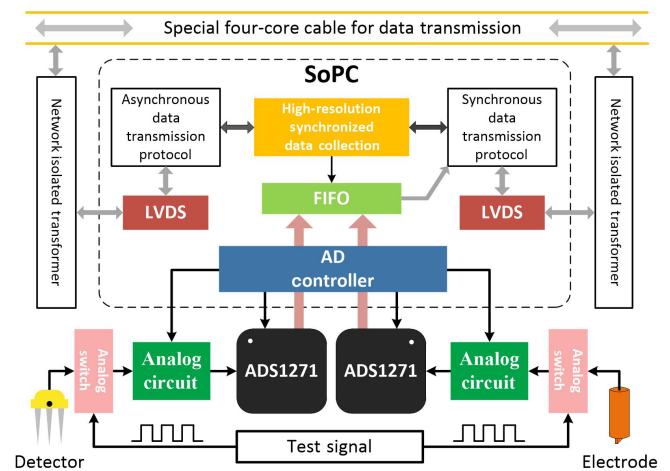 Special four-core cable for data transmission
SoPC
Network isolated transformer
Asynchronous
data
transmission
protocol
High-resolution
synchronized
data collection
Synchronous
data
transmission
protocol
Network isolated transformer
FIFO
LVDS
LVDS
AD
controller
Analog
switch
Analog
circuit
ADS1271
ADS1271
Analog
circuit
Analog
switch
Test signal
Detector
Electrode